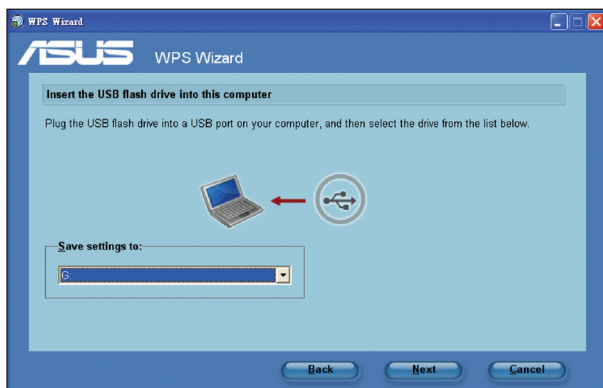 WPS Wizard
ASUS WPS Wizard
Insert the USB flash drive into this computer
Plug the USB flash drive into a USB port on your computer, and then select the drive from the list below.
Save settings to:
G:
Back Next Cancel